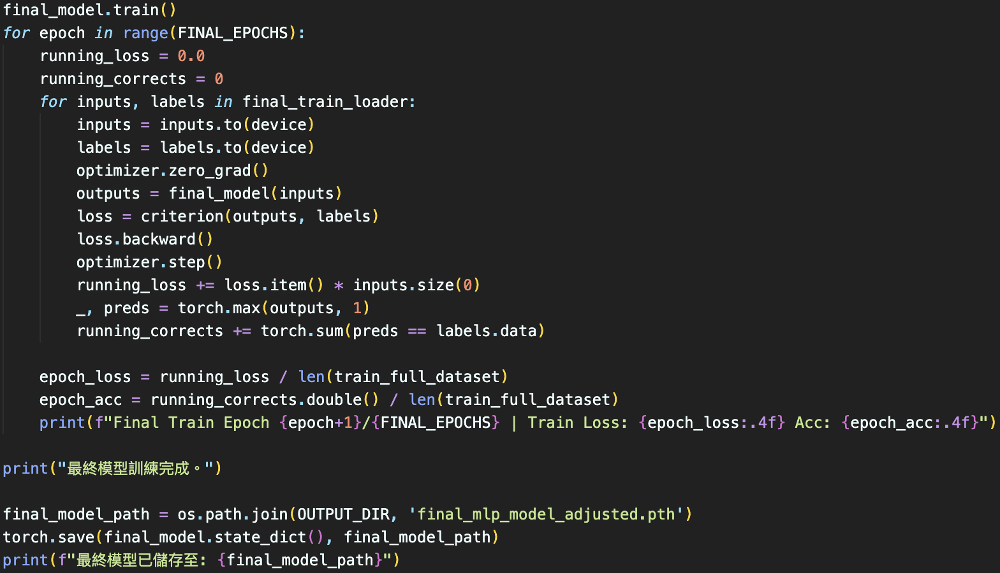 final_model.train()
for epoch in range(FINAL_EPOCHS):
    running_loss = 0.0
    running_corrects = 0
    for inputs, labels in final_train_loader:
        inputs = inputs.to(device)
        labels = labels.to(device)
        optimizer.zero_grad()
        outputs = final_model(inputs)
        loss = criterion(outputs, labels)
        loss.backward()
        optimizer.step()
        running_loss += loss.item() * inputs.size(0)
        _, preds = torch.max(outputs, 1)
        running_corrects += torch.sum(preds == labels.data)

    epoch_loss = running_loss / len(train_full_dataset)
    epoch_acc = running_corrects.double() / len(train_full_dataset)
    print(f"Final Train Epoch {epoch+1}/{FINAL_EPOCHS} | Train Loss: {epoch_loss:.4f} Acc: {epoch_acc:.4f}")

print("最終模型訓練完成。")

final_model_path = os.path.join(OUTPUT_DIR, 'final_mlp_model_adjusted.pth')
torch.save(final_model.state_dict(), final_model_path)
print(f"最終模型已儲存至: {final_model_path}")